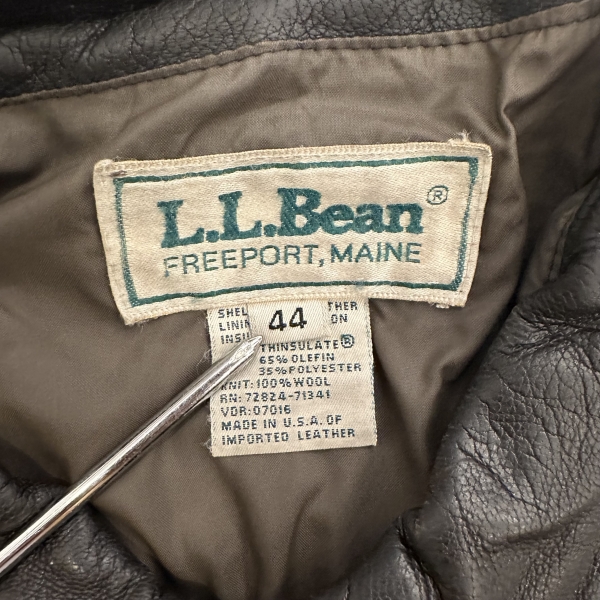 L.L.Bean®
FREEPORT, MAINE
44
THINSULATE®
65% OLEFIN
35% POLYESTER
KNIT: 100% WOOL
RN: 72824-71341
VDR: 07016
MADE IN U.S.A. OF
IMPORTED LEATHER